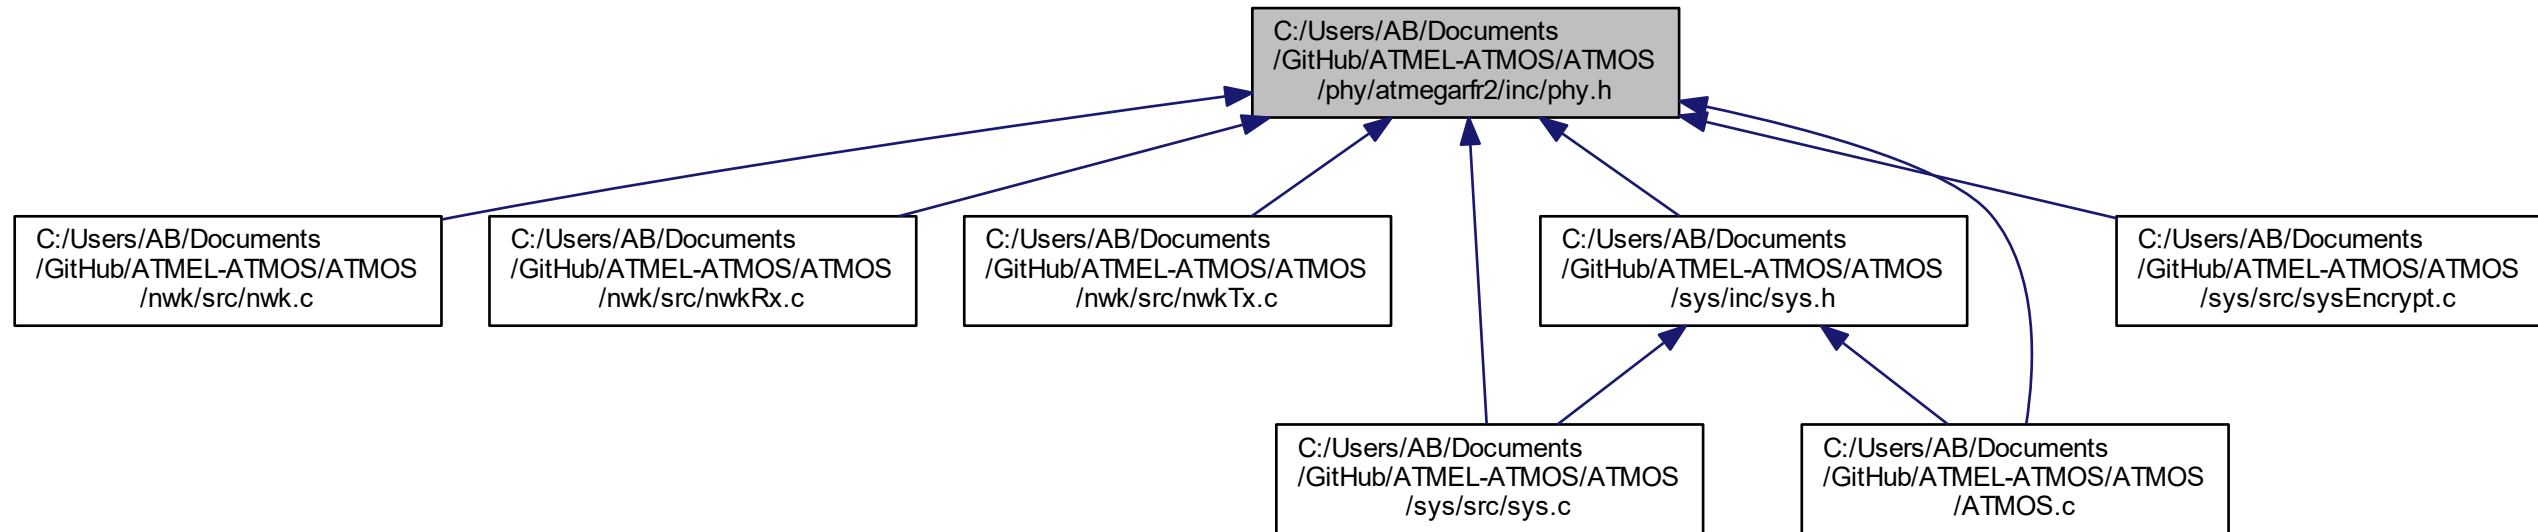 C:/Users/AB/Documents
/GitHub/ATMEL-ATMOS/ATMOS
/phy/atmegarfr2/inc/phy.h
C:/Users/AB/Documents
/GitHub/ATMEL-ATMOS/ATMOS
/nwk/src/nwk.c
C:/Users/AB/Documents
/GitHub/ATMEL-ATMOS/ATMOS
/nwk/src/nwkRx.c
C:/Users/AB/Documents
/GitHub/ATMEL-ATMOS/ATMOS
/nwk/src/nwkTx.c
C:/Users/AB/Documents
/GitHub/ATMEL-ATMOS/ATMOS
/sys/inc/sys.h
C:/Users/AB/Documents
/GitHub/ATMEL-ATMOS/ATMOS
/sys/src/sysEncrypt.c
C:/Users/AB/Documents
/GitHub/ATMEL-ATMOS/ATMOS
/sys/src/sys.c
C:/Users/AB/Documents
/GitHub/ATMEL-ATMOS/ATMOS
/ATMOS.c